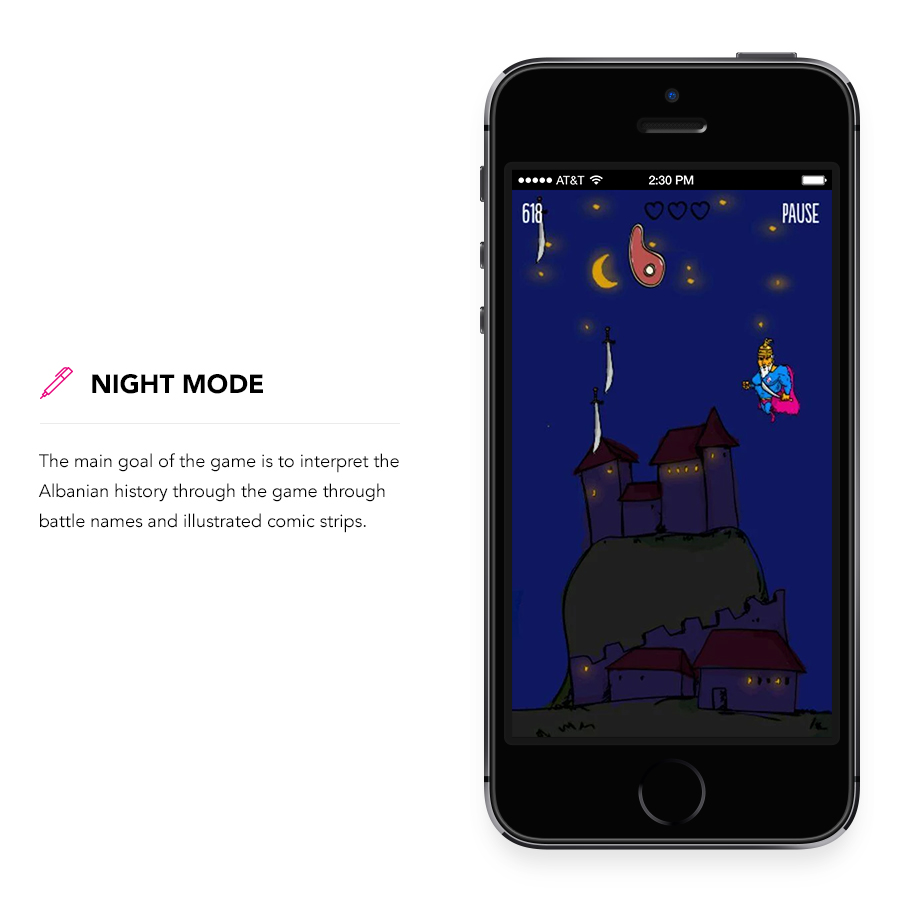 NIGHT MODE
The main goal of the game is to interpret the
Albanian history through the game through
battle names and illustrated comic strips.
AT&T 2:30 PM
618 PAUSE